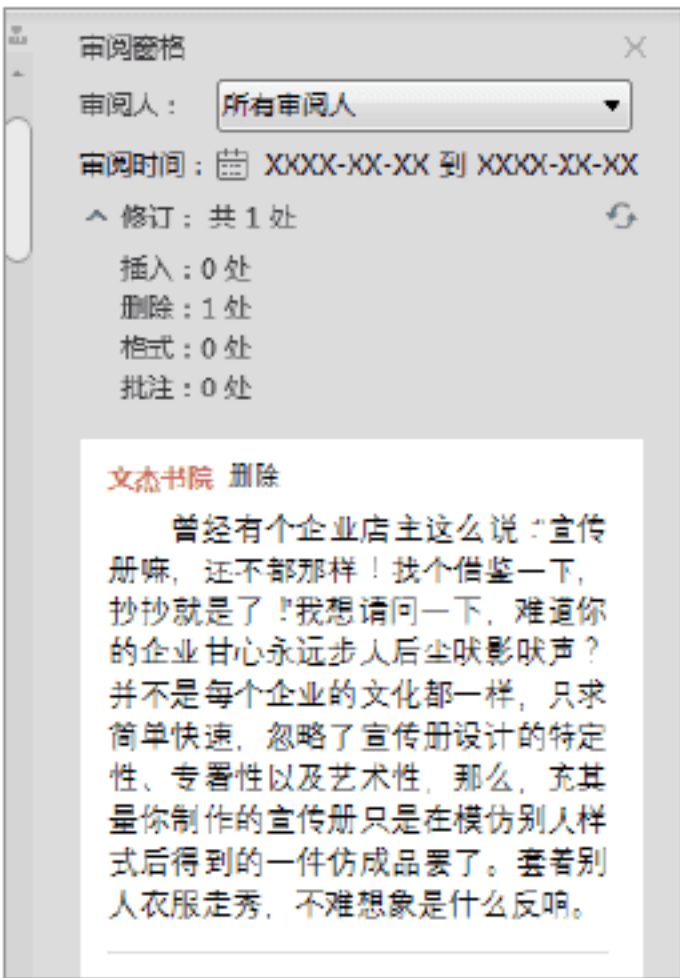 审阅窗格
审阅人：
所有审阅人
审阅时间： XXXX-XX-XX 到 XXXX-XX-XX
修订：共 1 处
插入：0 处
删除：1 处
格式：0 处
批注：0 处
文杰书院 删除
曾经有个企业店主这么说：“宣传
册嘛，还不都那样！找个借鉴一下，
抄抄就是了！”我想请问一下，难道你
的企业甘心永远步人后尘吠影吠声？
并不是每个企业的文化都一样，只求
简单快速，忽略了宣传册设计的特定
性、专署性以及艺术性，那么，充其
量你制作的宣传册只是在模仿别人样
式后得到的一件仿成品罢了。套着别
人衣服走秀，不难想象是什么反响。